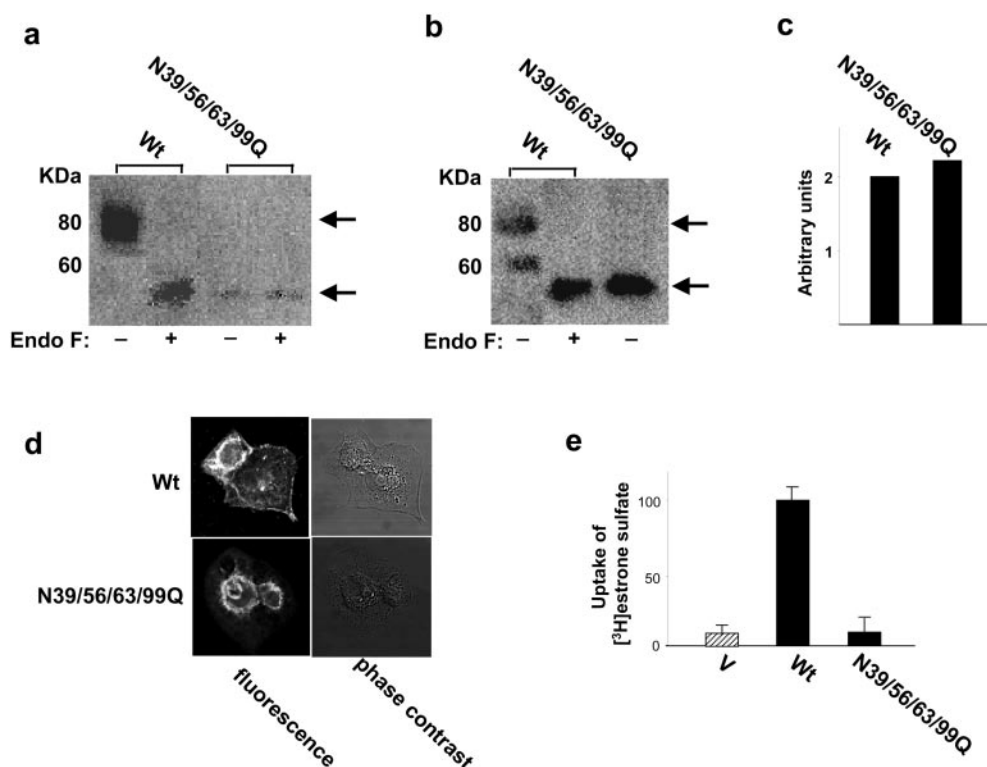 a
N39/56/63/99Q
Wt
KDa
80
60
Endo F: – + – +
b
N39/56/63/99Q
Wt
KDa
80
60
Endo F: – + –
c
N39/56/63/99Q
Wt
Arbitrary units
2
1
d
Wt
N39/56/63/99Q
fluorescence
phase contrast
e
Uptake of
[³H]estrone sulfate
100
50
0
V
Wt
N39/56/63/99Q